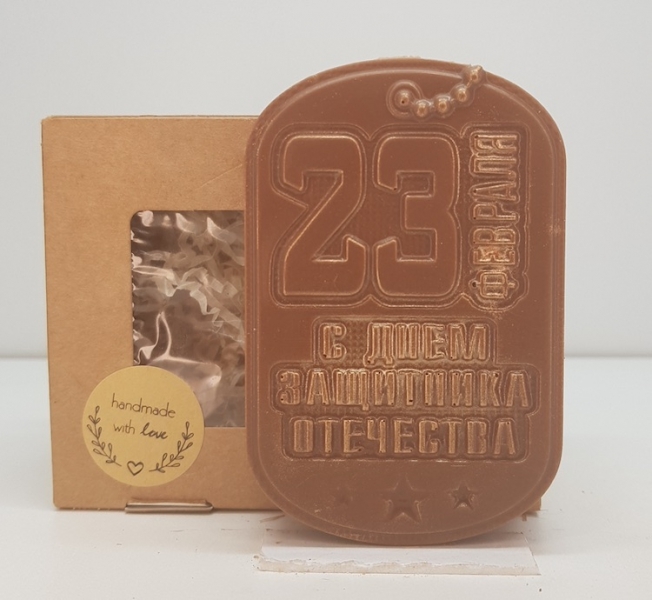 23
ФЕВРАЛЯ
С ДНЕМ
ЗАЩИТНИКА
ОТЕЧЕСТВА
handmade
with love